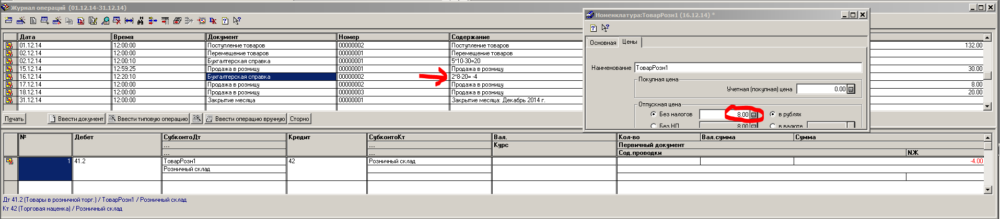 Журнал операций (01.12.14-31.12.14)
Дата Время Документ Номер Содержание
01.12.14 12:00:00 Поступление товаров 00000002 Поступление товаров 132.00
02.12.14 12:00:00 Перемещение товаров 00000001 Перемещение товаров
02.12.14 12:00:10 Бухгалтерская справка 00000001 5*10-30=20
15.12.14 12:59:25 Продажа в розницу 00000001 Продажа в розницу 30.00
16.12.14 12:20:10 Бухгалтерская справка 00000002 2*8-20= -4
17.12.14 12:00:00 Продажа в розницу 00000002 Продажа в розницу 8.00
18.12.14 12:00:00 Продажа в розницу 00000003 Продажа в розницу 20.00
31.12.14 12:00:00 Закрытие месяца 00000001 Закрытие месяца: Декабрь 2014 г.
Номенклатура:ТоварРозн1 (16.12.14) *
Основная Цены
Наименование ТоварРозн1
Покупная цена
Учетная (покупная) цена 0.00
Отпускная цена
Без налогов 8.00 в рублях
Без НП 8.00 в валюте
Печать Ввести документ Ввести типовую операцию Ввести операцию вручную Сторно
№ Дебет СубконтоДт Кредит СубконтоКт Вал. Кол-во Вал.сумма Сумма
... ... Курс Первичный документ
... ... Сод.проводки NЖ
1 41.2 ТоварРозн1 42 Розничный склад -4.00
Розничный склад
Дт 41.2 (Товары в розничной торг.) / ТоварРозн1 / Розничный склад
Кт 42 (Торговая наценка) / Розничный склад